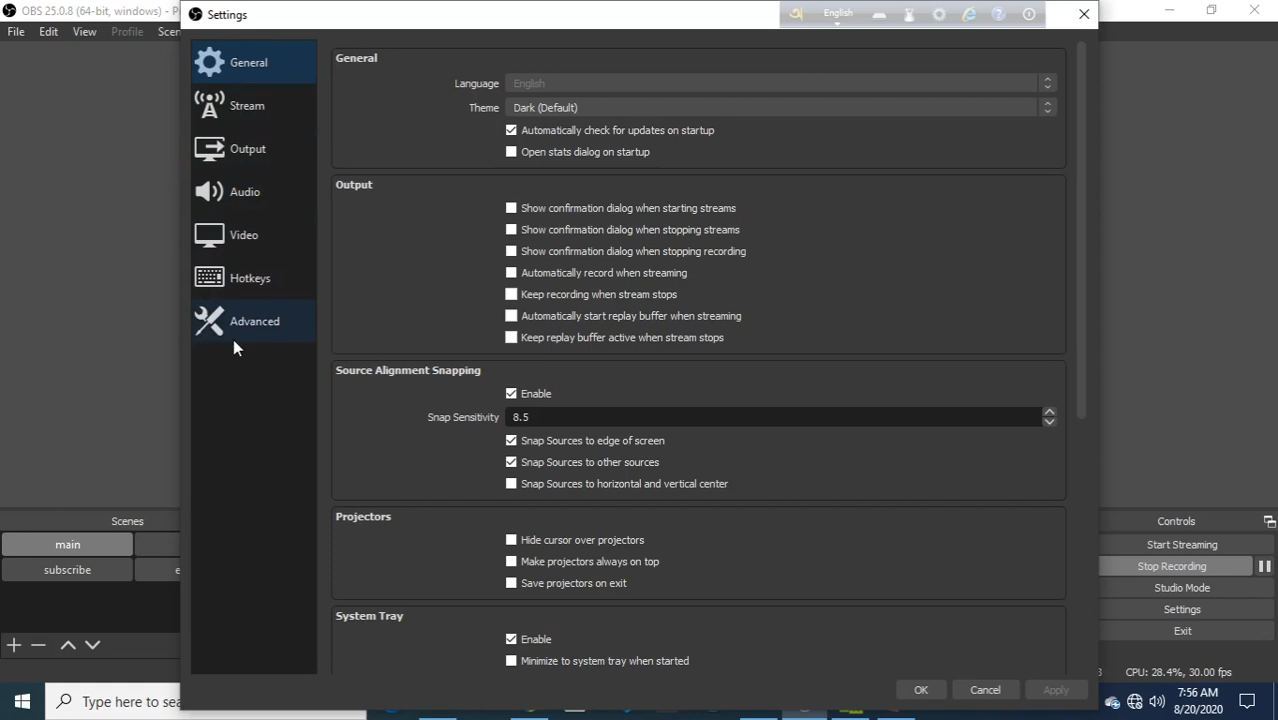 OBS 25.0.8 (64-bit, windows) - P
Settings
English
File Edit View Profile Scen
General
Stream
Output
Audio
Video
Hotkeys
Advanced
General
Language English
Theme Dark (Default)
Automatically check for updates on startup
Open stats dialog on startup
Output
Show confirmation dialog when starting streams
Show confirmation dialog when stopping streams
Show confirmation dialog when stopping recording
Automatically record when streaming
Keep recording when stream stops
Automatically start replay buffer when streaming
Keep replay buffer active when stream stops
Source Alignment Snapping
Enable
Snap Sensitivity 8.5
Snap Sources to edge of screen
Snap Sources to other sources
Snap Sources to horizontal and vertical center
Projectors
Hide cursor over projectors
Make projectors always on top
Save projectors on exit
System Tray
Enable
Minimize to system tray when started
OK Cancel Apply
Scenes
main
subscribe e
Controls
Start Streaming
Stop Recording
Studio Mode
Settings
Exit
3 CPU: 28.4%, 30.00 fps
Type here to sea
7:56 AM
8/20/2020